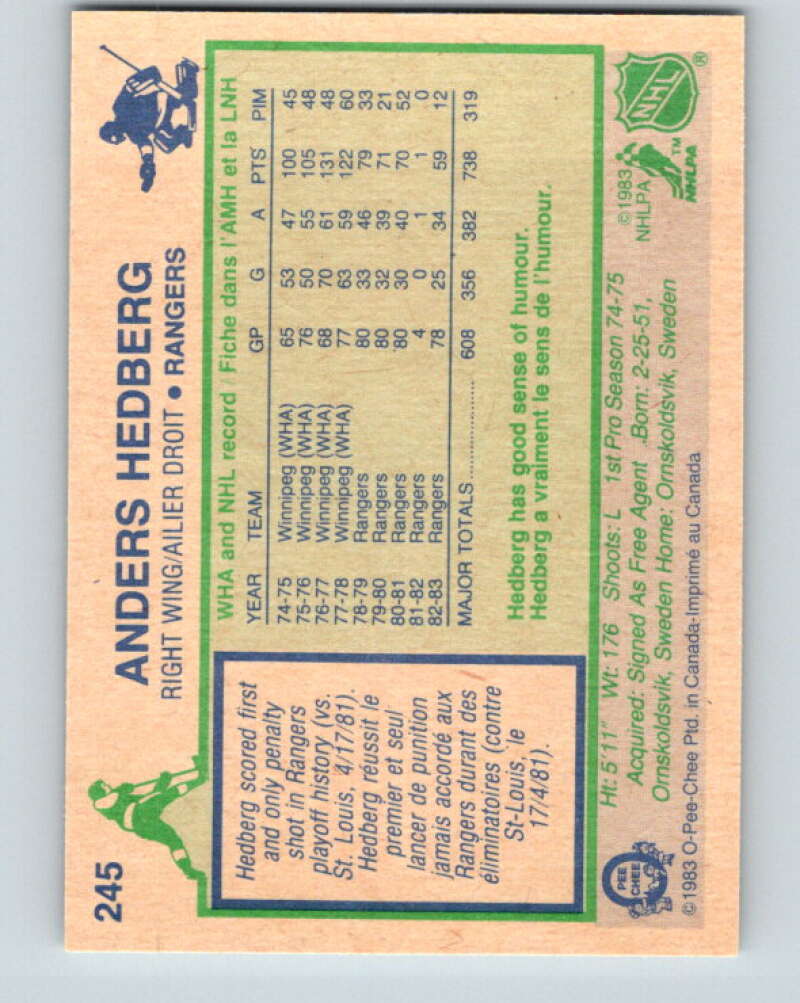 245
ANDERS HEDBERG
RIGHT WING/AILIER DROIT • RANGERS
Hedberg scored first
and only penalty
shot in Rangers
playoff history (vs.
St. Louis, 4/17/81).
Hedberg réussit le
premier et seul
lancer de punition
jamais accordé aux
Rangers durant des
éliminatoires (contre
St-Louis, le
17/4/81).
WHA and NHL record / Fiche dans l'AMH et la LNH
YEAR TEAM GP G A PTS PIM
74-75 Winnipeg (WHA) 65 53 47 100 45
75-76 Winnipeg (WHA) 76 50 55 105 48
76-77 Winnipeg (WHA) 68 70 61 131 48
77-78 Winnipeg (WHA) 77 63 59 122 60
78-79 Rangers 80 33 46 79 33
79-80 Rangers 80 32 39 71 21
80-81 Rangers 80 30 40 70 52
81-82 Rangers 4 0 1 1 0
82-83 Rangers 78 25 34 59 12
MAJOR TOTALS .................... 608 356 382 738 319
Hedberg has good sense of humour.
Hedberg a vraiment le sens de l'humour.
Ht: 5'11" Wt: 176 Shoots: L 1st Pro Season 74-75
Acquired: Signed As Free Agent Born: 2-25-51,
Ornskoldsvik, Sweden Home: Ornskoldsvik, Sweden
O
PEE
CHEE
© 1983 O-Pee-Chee Ptd. in Canada-Imprimé au Canada
© 1983
NHLPA
NHLPA™
NHL
®